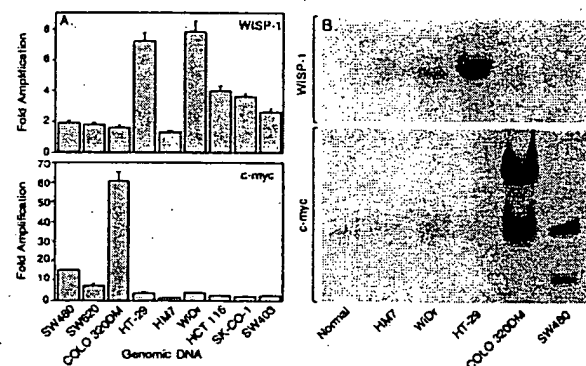 A.
WISP-1
Fold Amplification
8
6
4
2
0
c-myc
Fold Amplification
70
60
50
40
30
20
10
0
SW480
SW620
COLO 320DM
HT-29
HM7
WiDr
HCT 116
SK-CO-1
SW403
Genomic DNA
B.
WISP-1
c-myc
Normal
HM7
WiDr
HT-29
COLO 320DM
SW480